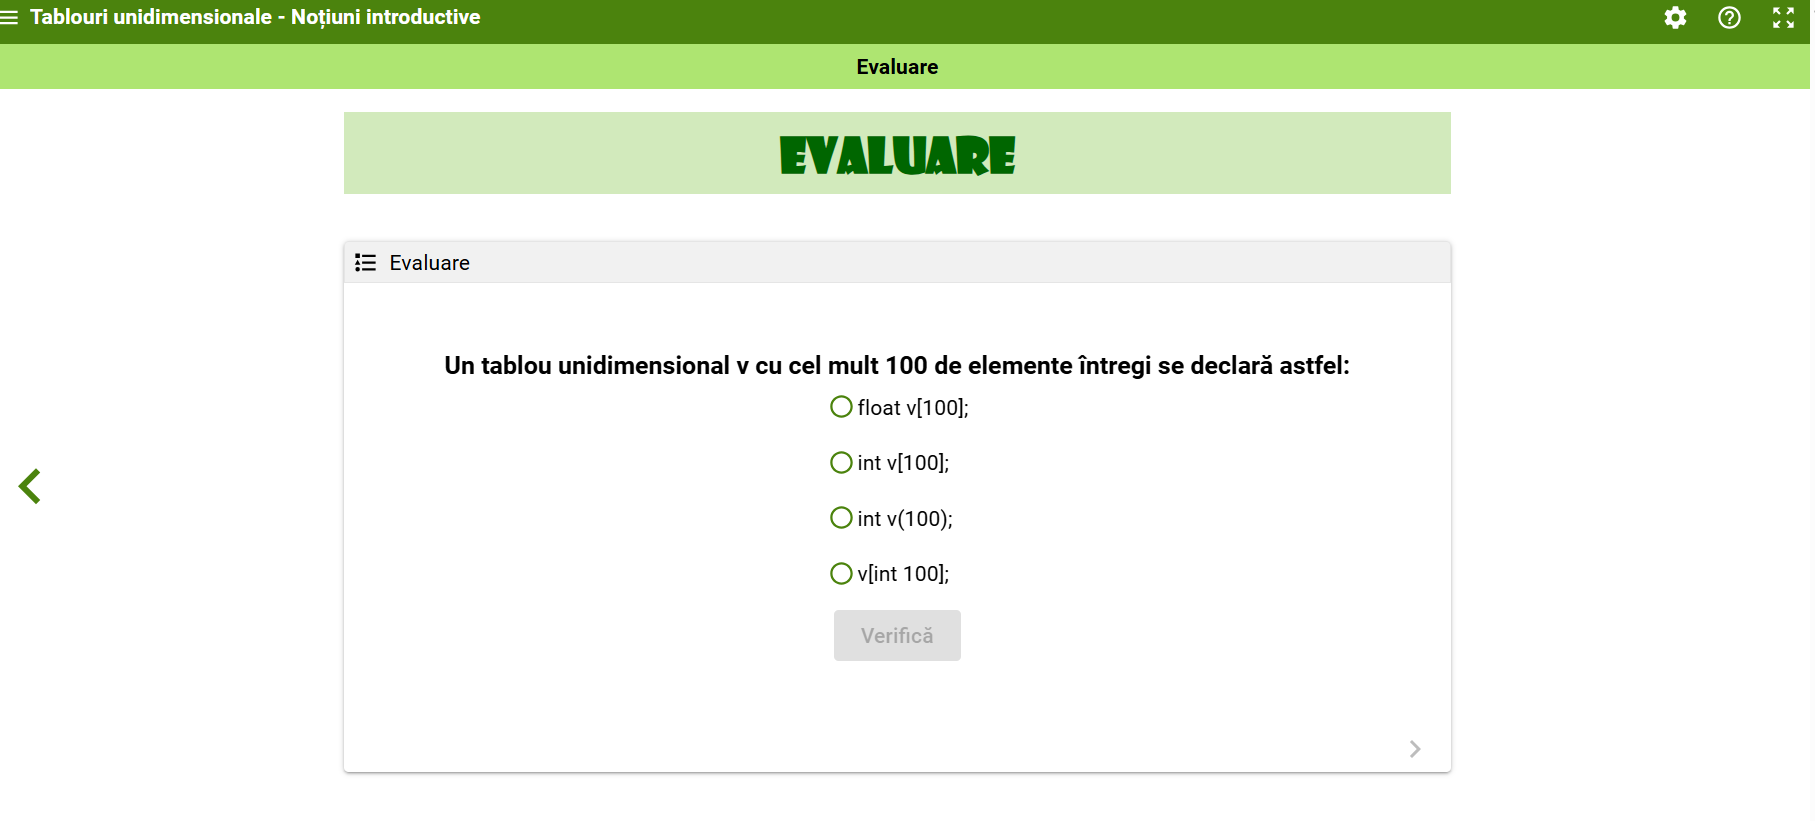 Tablouri unidimensionale - Noțiuni introductive
Evaluare
EVALUARE
Evaluare
Un tablou unidimensional v cu cel mult 100 de elemente întregi se declară astfel:
float v[100];
int v[100];
int v(100);
v[int 100];
Verifică